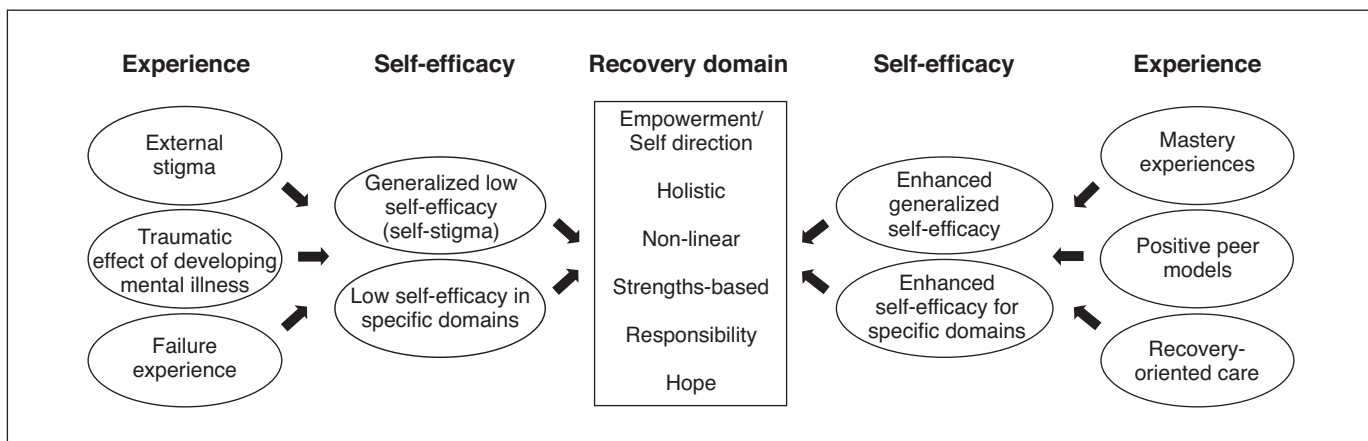 Experience
Self-efficacy
Recovery domain
Self-efficacy
Experience
External
stigma
Traumatic
effect of developing
mental illness
Failure
experience
Generalized low
self-efficacy
(self-stigma)
Low self-efficacy in
specific domains
Empowerment/
Self direction
Holistic
Non-linear
Strengths-based
Responsibility
Hope
Enhanced
generalized
self-efficacy
Enhanced
self-efficacy for
specific domains
Mastery
experiences
Positive peer
models
Recovery-
oriented care